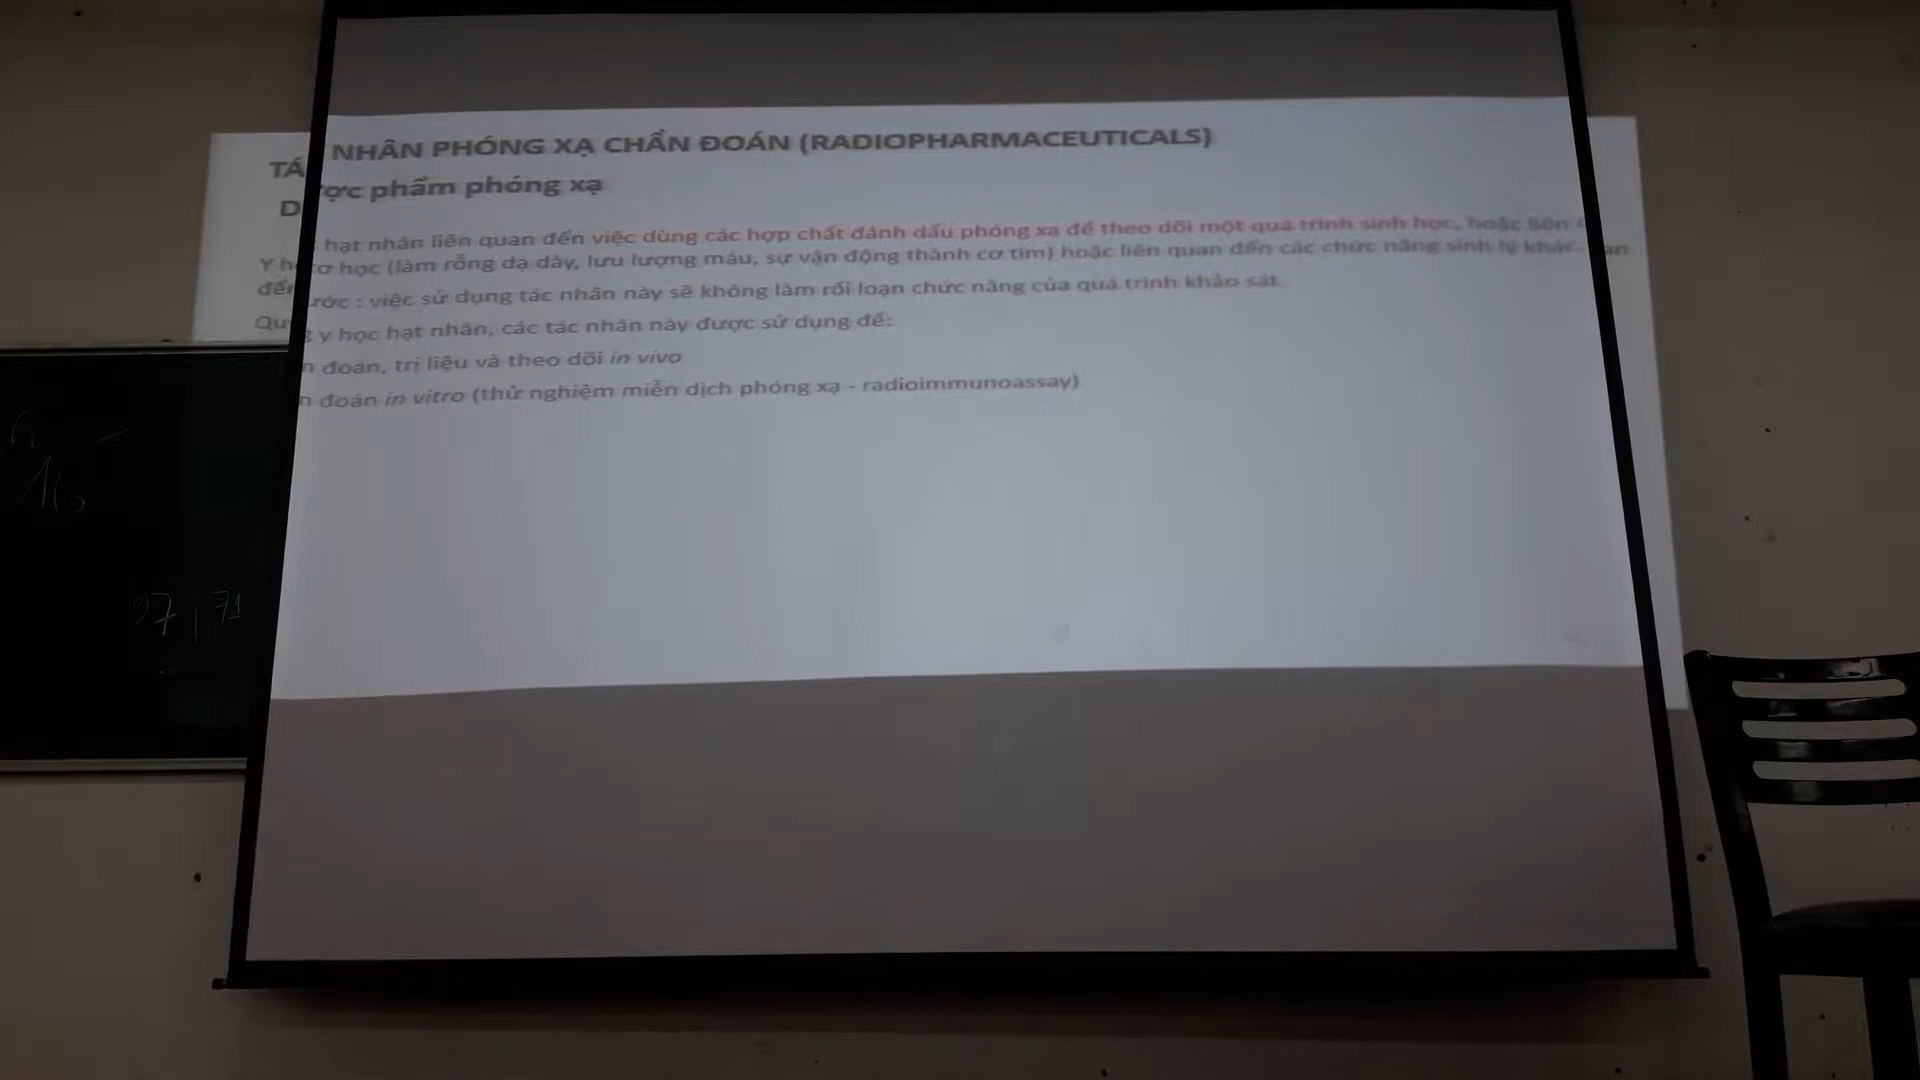 TÁ NHÂN PHÓNG XẠ CHẨN ĐOÁN (RADIOPHARMACEUTICALS)
D ược phẩm phóng xạ
Y h hạt nhân liên quan đến việc dùng các hợp chất đánh dấu phóng xạ để theo dõi một quá trình sinh học, hoặc liên
đến cơ học (làm rỗng dạ dày, lưu lượng máu, sự vận động thành cơ tim) hoặc liên quan đến các chức năng sinh lý khác.
Qu ước : việc sử dụng tác nhân này sẽ không làm rối loạn chức năng của quá trình khảo sát.
g y học hạt nhân, các tác nhân này được sử dụng để:
n đoán, trị liệu và theo dõi in vivo
n đoán in vitro (thử nghiệm miễn dịch phóng xạ - radioimmunoassay)